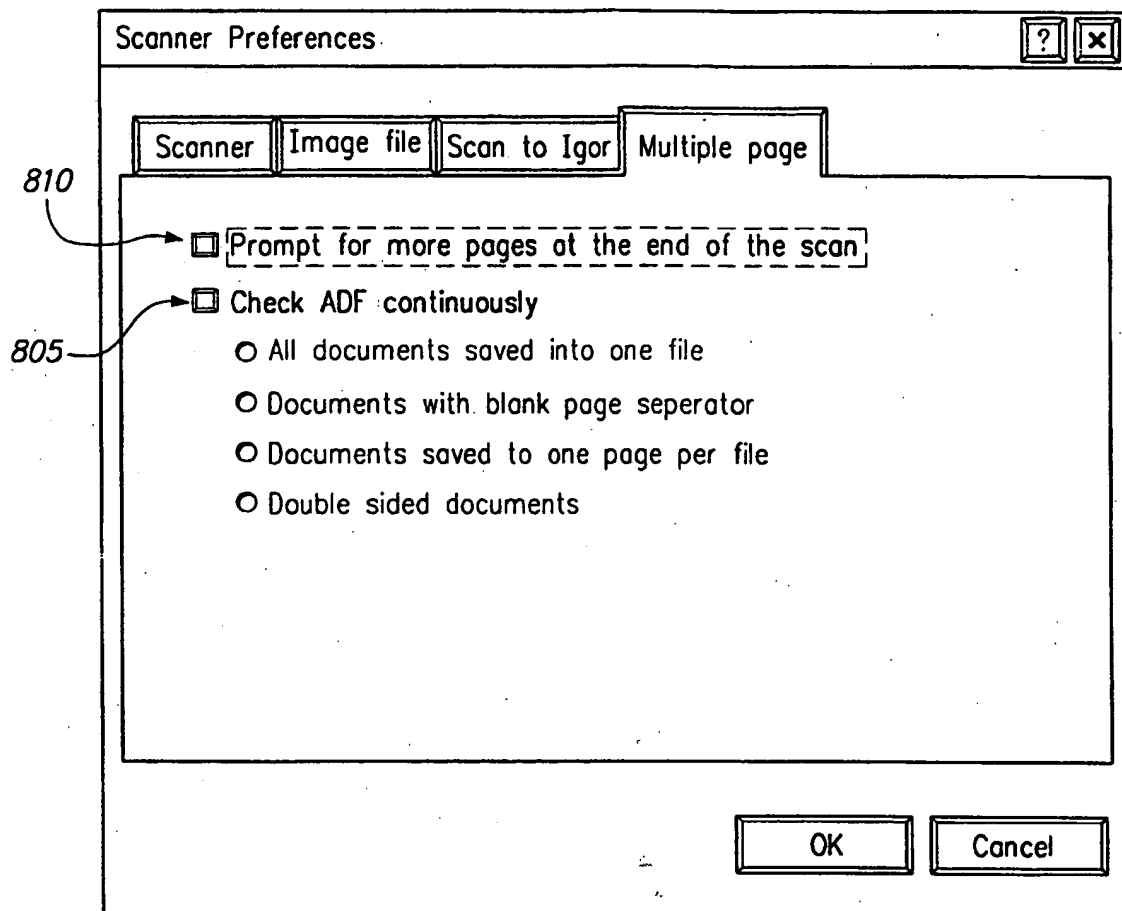 Scanner Preferences ? ×
Scanner Image file Scan to Igor Multiple page
810
Prompt for more pages at the end of the scan
Check ADF continuously
805
All documents saved into one file
Documents with blank page seperator
Documents saved to one page per file
Double sided documents
OK Cancel